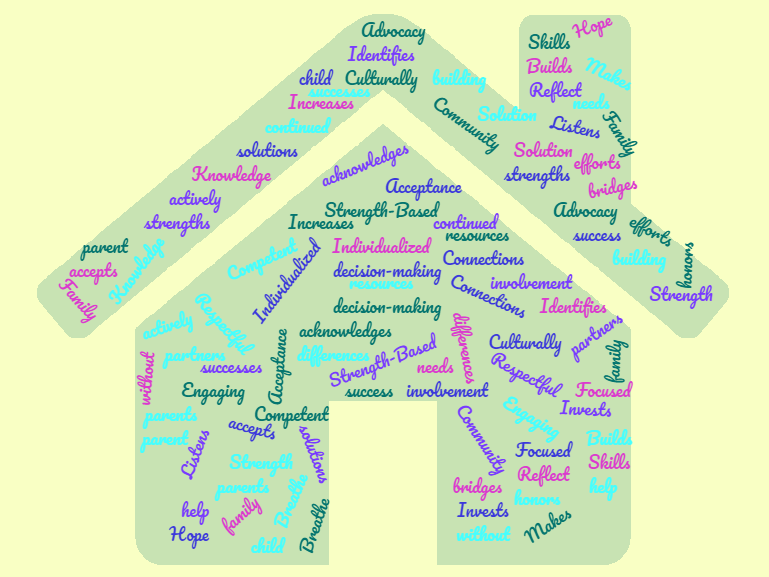 Advocacy
Hope
Skills
Identifies
Builds
Makes
child
Culturally
building
successes
Reflect
Increases
needs
Community
Solution
continued
Listens
Family
solutions
Solution
efforts
acknowledges
Knowledge
strengths
bridges
Acceptance
actively
Strength-Based
Advocacy
strengths
Increases
continued
efforts
resources
success
parent
Individualized
Competent
Connections
building
honors
accepts
Knowledge
decision-making
Individualized
resources
involvement
Family
Connections
Strength
decision-making
Identifies
Respectful
actively
acknowledges
differences
partners
Culturally
partners
differences
Strength-Based
family
successes
Acceptance
needs
Respectful
without
Engaging
success
involvement
Focused
Invests
parents
Competent
Engaging
accepts
Community
parent
Builds
Listens
solutions
Focused
Strength
Skills
Reflect
parents
bridges
help
Breathe
honors
help
family
Invests
Hope
Breathe
Makes
without
child